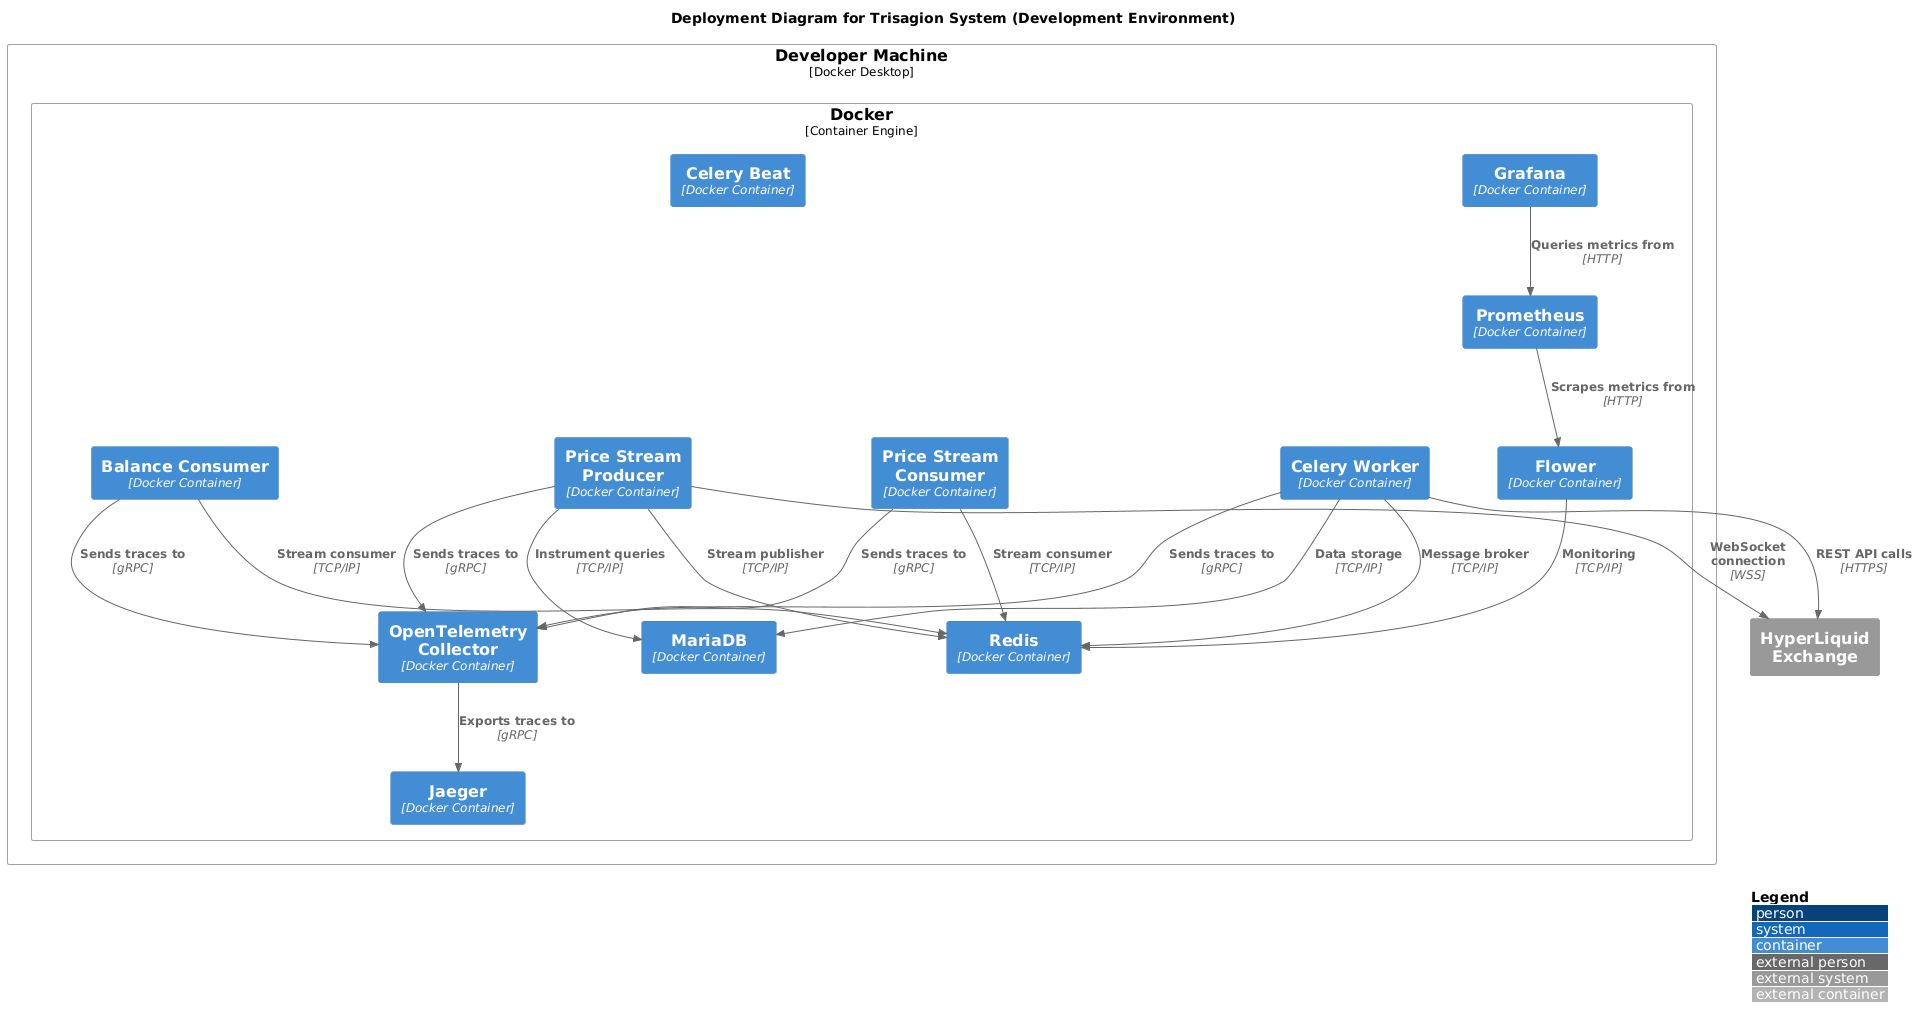 Deployment Diagram for Trisagion System (Development Environment)
Developer Machine
[Docker Desktop]
Docker
[Container Engine]
Celery Beat
[Docker Container]
Grafana
[Docker Container]
Queries metrics from
[HTTP]
Prometheus
[Docker Container]
Scrapes metrics from
[HTTP]
Balance Consumer
[Docker Container]
Price Stream
Producer
[Docker Container]
Price Stream
Consumer
[Docker Container]
Celery Worker
[Docker Container]
Flower
[Docker Container]
Sends traces to
[gRPC]
Stream consumer
[TCP/IP]
Sends traces to
[gRPC]
Instrument queries
[TCP/IP]
Stream publisher
[TCP/IP]
Sends traces to
[gRPC]
Stream consumer
[TCP/IP]
Sends traces to
[gRPC]
Data storage
[TCP/IP]
Message broker
[TCP/IP]
Monitoring
[TCP/IP]
WebSocket
connection
[WSS]
REST API calls
[HTTPS]
OpenTelemetry
Collector
[Docker Container]
MariaDB
[Docker Container]
Redis
[Docker Container]
HyperLiquid
Exchange
Exports traces to
[gRPC]
Jaeger
[Docker Container]
Legend
person
system
container
external person
external system
external container